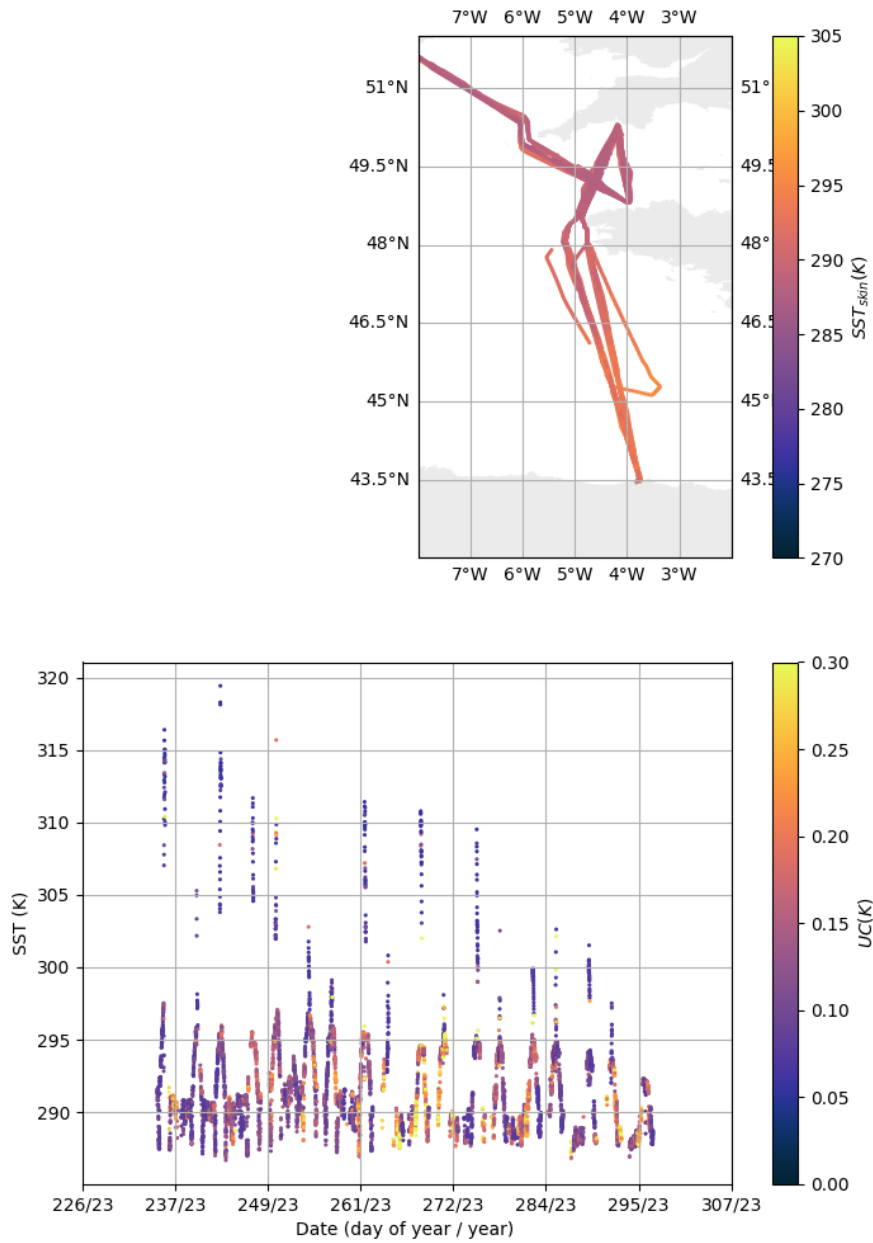 7°W 6°W 5°W 4°W 3°W
305
51°N 51°
300
49.5°N 49.5
295
48°N 48°
290
46.5°N 46.5
285
45°N 45°
280
43.5°N 43.5
275
270
7°W 6°W 5°W 4°W 3°W
SST_skin(K)
320
315
310
305
300
295
290
SST (K)
226/23 237/23 249/23 261/23 272/23 284/23 295/23 307/23
Date (day of year / year)
0.30
0.25
0.20
0.15
0.10
0.05
0.00
UC(K)